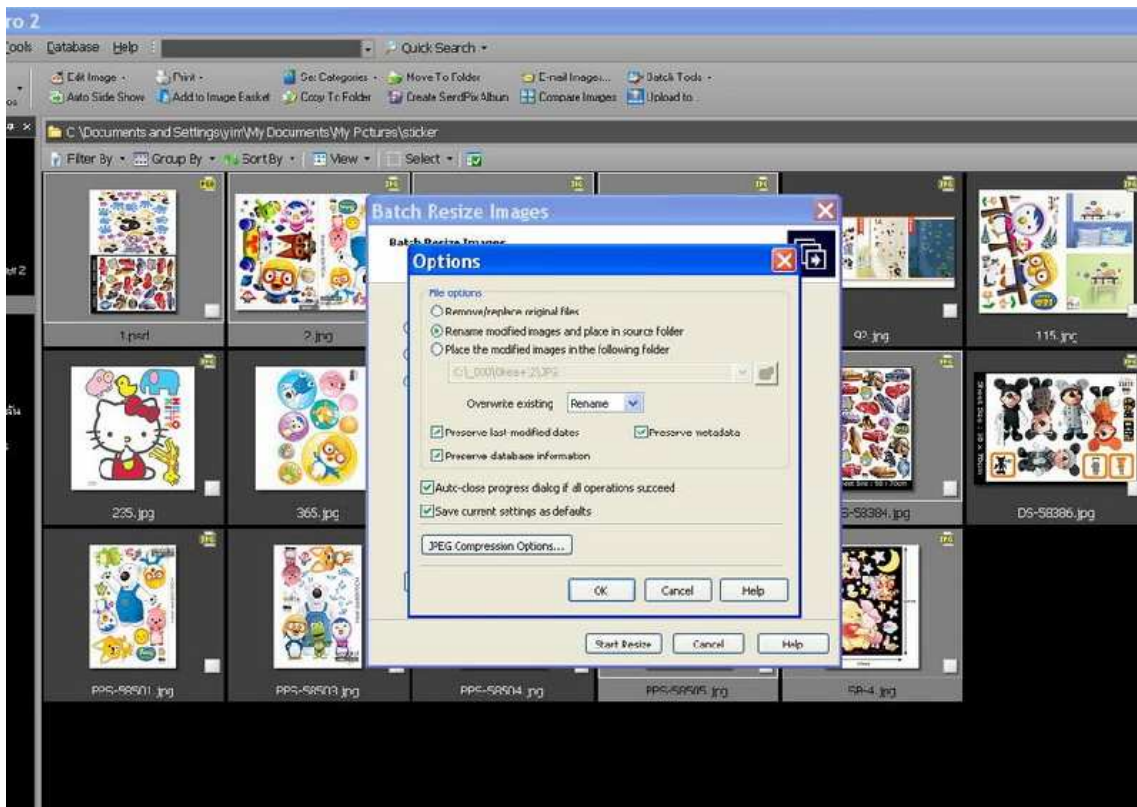 ro 2
Tools Database Help
Quick Search
Edit Image
Print
Set Categories
Move To Folder
E-mail Images...
Batch Tools
Auto Slide Show
Add to Image Basket
Copy To Folder
Create SendPix Album
Compare Images
Upload to
C:\Documents and Settings\yim\My Documents\My Pictures\sticker
Filter By
Group By
Sort By
View
Select
1.psd
2.jpg
92.jpg
115.jpg
Batch Resize Images
Batch Resize Images
Options
File options
Remove/replace original files
Rename modified images and place in source folder
Place the modified images in the following folder
Overwrite existing
Rename
Preserve last-modified dates
Preserve metadata
Preserve database information
Auto-close progress dialog if all operations succeed
Save current settings as defaults
JPEG Compression Options...
OK
Cancel
Help
Start Resize
Cancel
Help
235.jpg
365.jpg
S-58384.jpg
DS-58386.jpg
PPS-58501.jpg
PPS-58503.jpg
PPS-58504.jpg
PPS-58505.jpg
SP-4.jpg